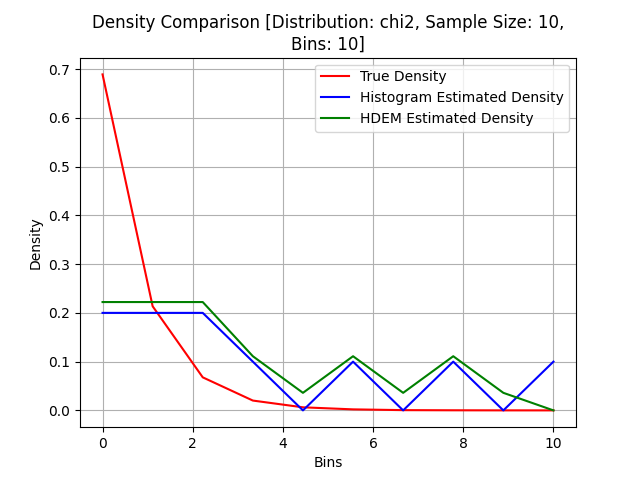 Density Comparison [Distribution: chi2, Sample Size: 10,
Bins: 10]
True Density
Histogram Estimated Density
HDEM Estimated Density
Density
0.7
0.6
0.5
0.4
0.3
0.2
0.1
0.0
0 2 4 6 8 10
Bins